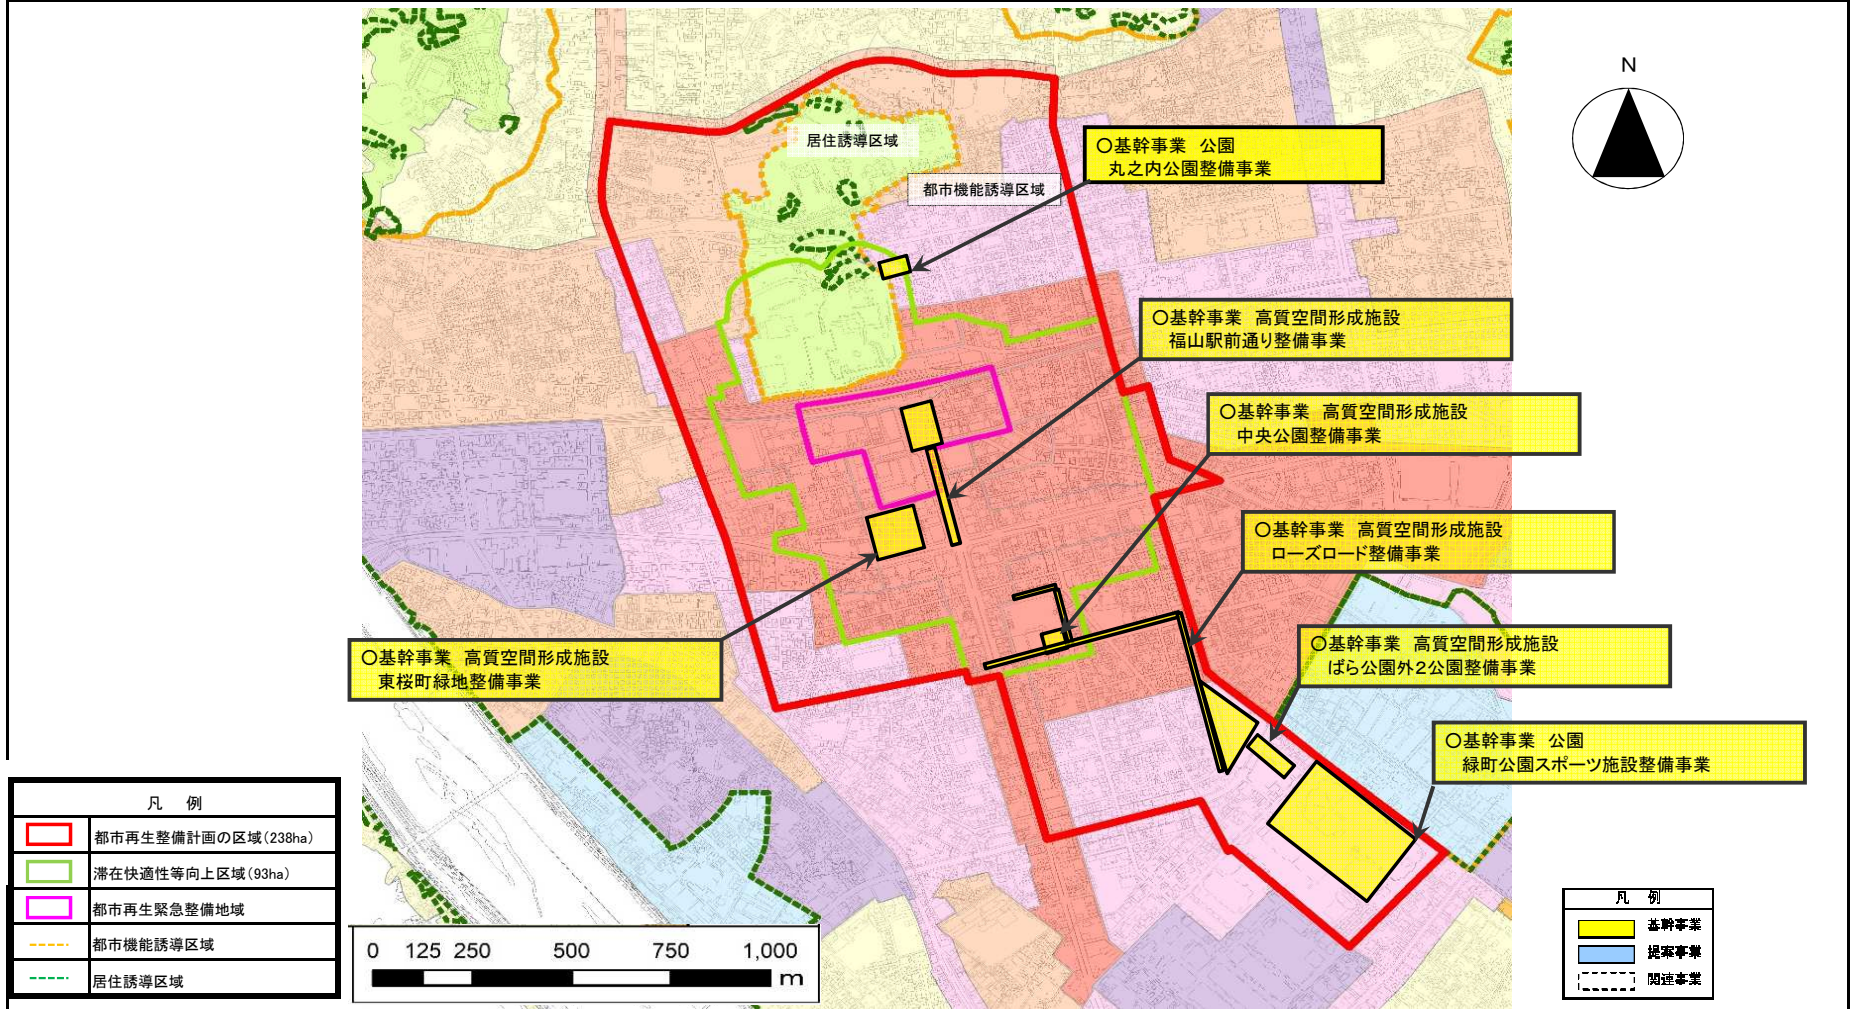 N
居住誘導区域
都市機能誘導区域
〇基幹事業 公園
丸之内公園整備事業
〇基幹事業 高質空間形成施設
福山駅前通り整備事業
〇基幹事業 高質空間形成施設
中央公園整備事業
〇基幹事業 高質空間形成施設
ローズロード整備事業
〇基幹事業 高質空間形成施設
ばら公園外2公園整備事業
〇基幹事業 高質空間形成施設
東桜町緑地整備事業
〇基幹事業 公園
緑町公園スポーツ施設整備事業
凡 例
都市再生整備計画の区域(238ha)
滞在快適性等向上区域(93ha)
都市再生緊急整備地域
都市機能誘導区域
居住誘導区域
0 125 250 500 750 1,000
m
凡 例
基幹事業
提案事業
関連事業